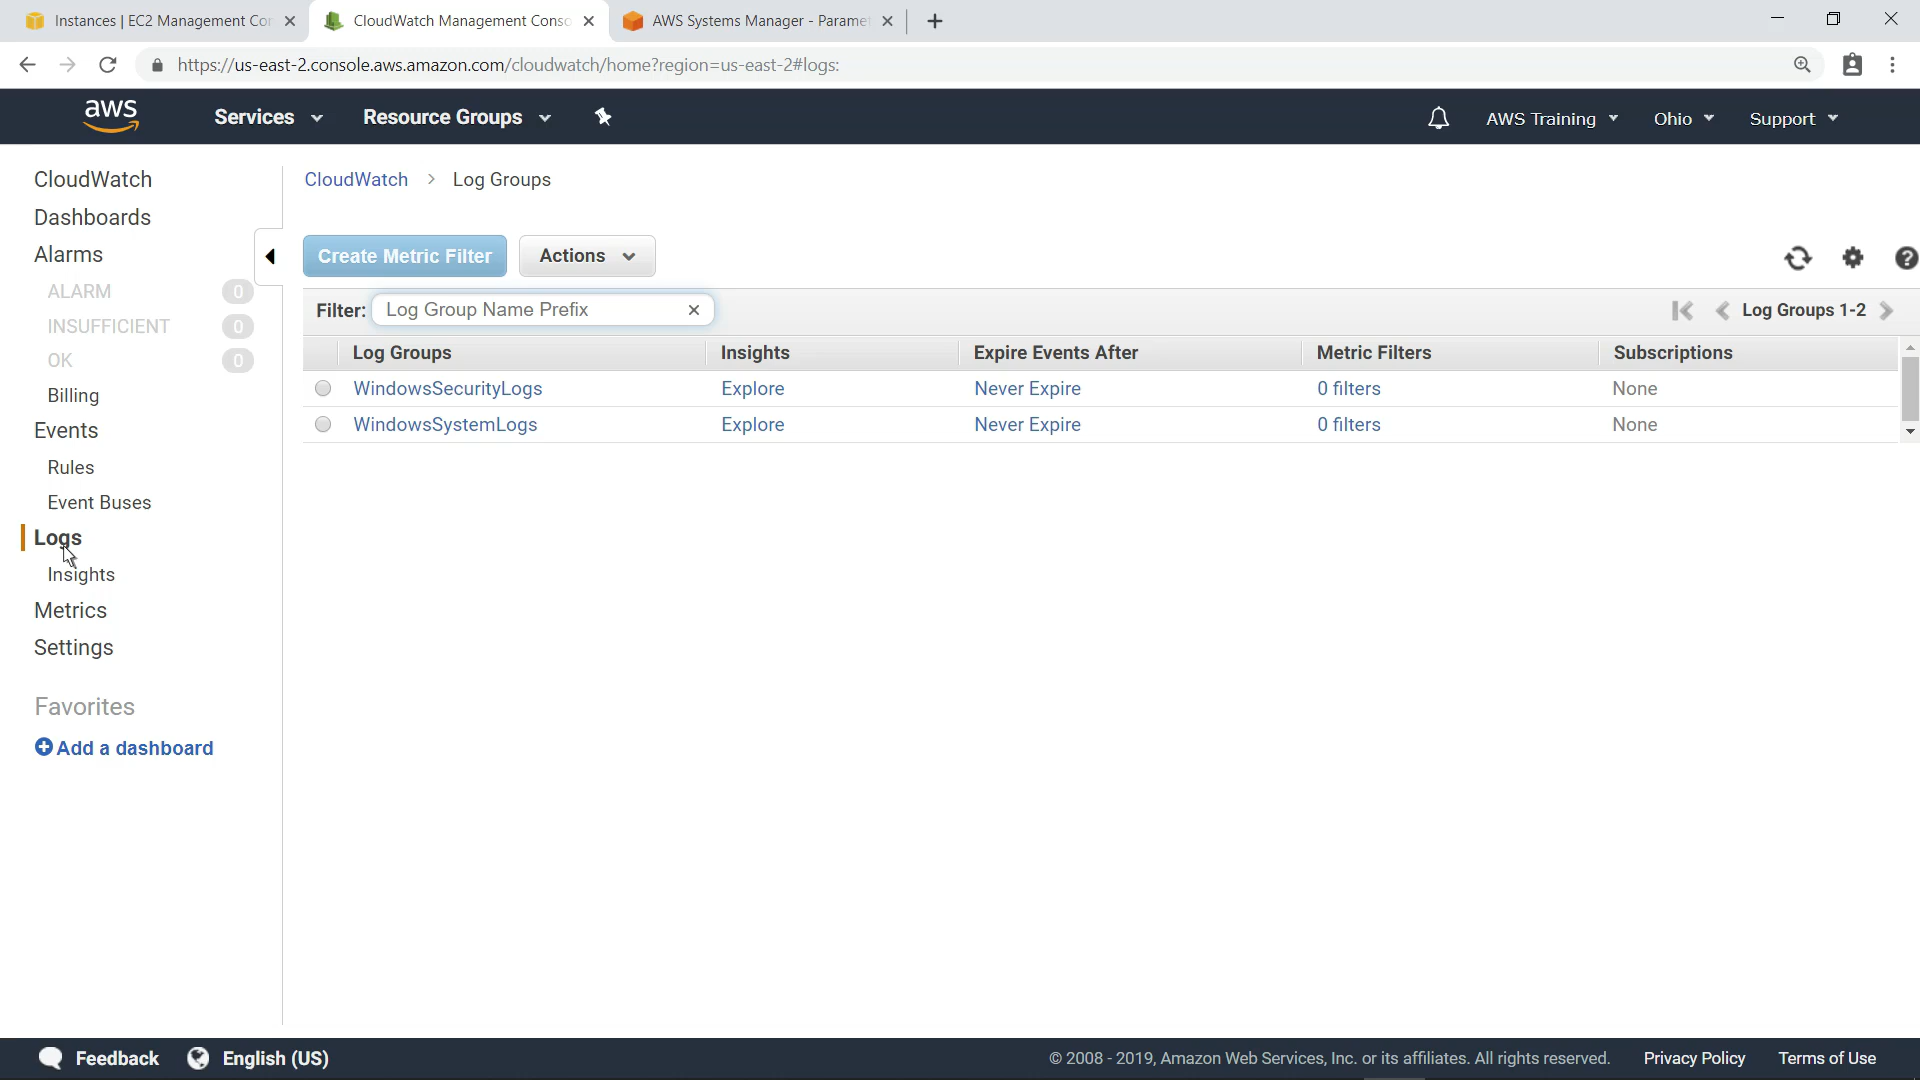 Instances | EC2 Management Con
CloudWatch Management Conso
AWS Systems Manager - Paramet
https://us-east-2.console.aws.amazon.com/cloudwatch/home?region=us-east-2#logs:
aws
Services
Resource Groups
AWS Training
Ohio
Support
CloudWatch
Dashboards
Alarms
ALARM 0
INSUFFICIENT 0
OK 0
Billing
Events
Rules
Event Buses
Logs
Insights
Metrics
Settings
Favorites
Add a dashboard
CloudWatch > Log Groups
Create Metric Filter
Actions
Filter: Log Group Name Prefix
Log Groups 1-2
Log Groups Insights Expire Events After Metric Filters Subscriptions
WindowsSecurityLogs Explore Never Expire 0 filters None
WindowsSystemLogs Explore Never Expire 0 filters None
Feedback
English (US)
© 2008 - 2019, Amazon Web Services, Inc. or its affiliates. All rights reserved.
Privacy Policy
Terms of Use